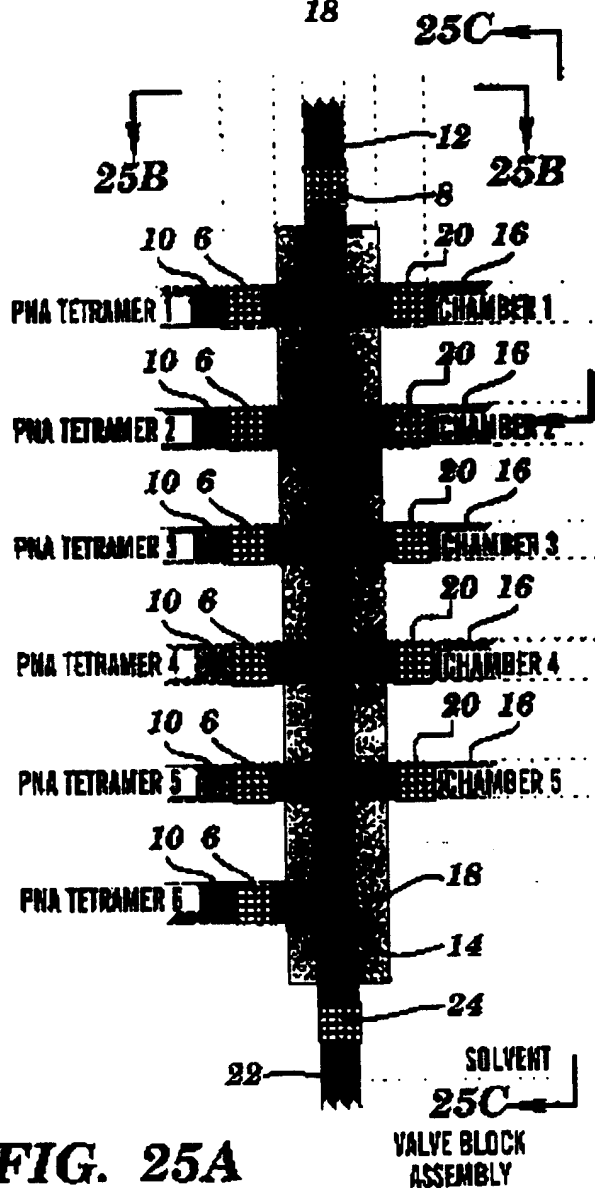 18
25C
25B 12 25B
8
10 6 20 16
PNA TETRAMER 1 CHAMBER 1
10 6 20 16
PNA TETRAMER 2 CHAMBER 2
10 6 20 16
PNA TETRAMER 3 CHAMBER 3
10 6 20 16
PNA TETRAMER 4 CHAMBER 4
10 6 20 16
PNA TETRAMER 5 CHAMBER 5
10 6
PNA TETRAMER 6
18
14
24
SOLVENT
22
25C
FIG. 25A
VALVE BLOCK
ASSEMBLY